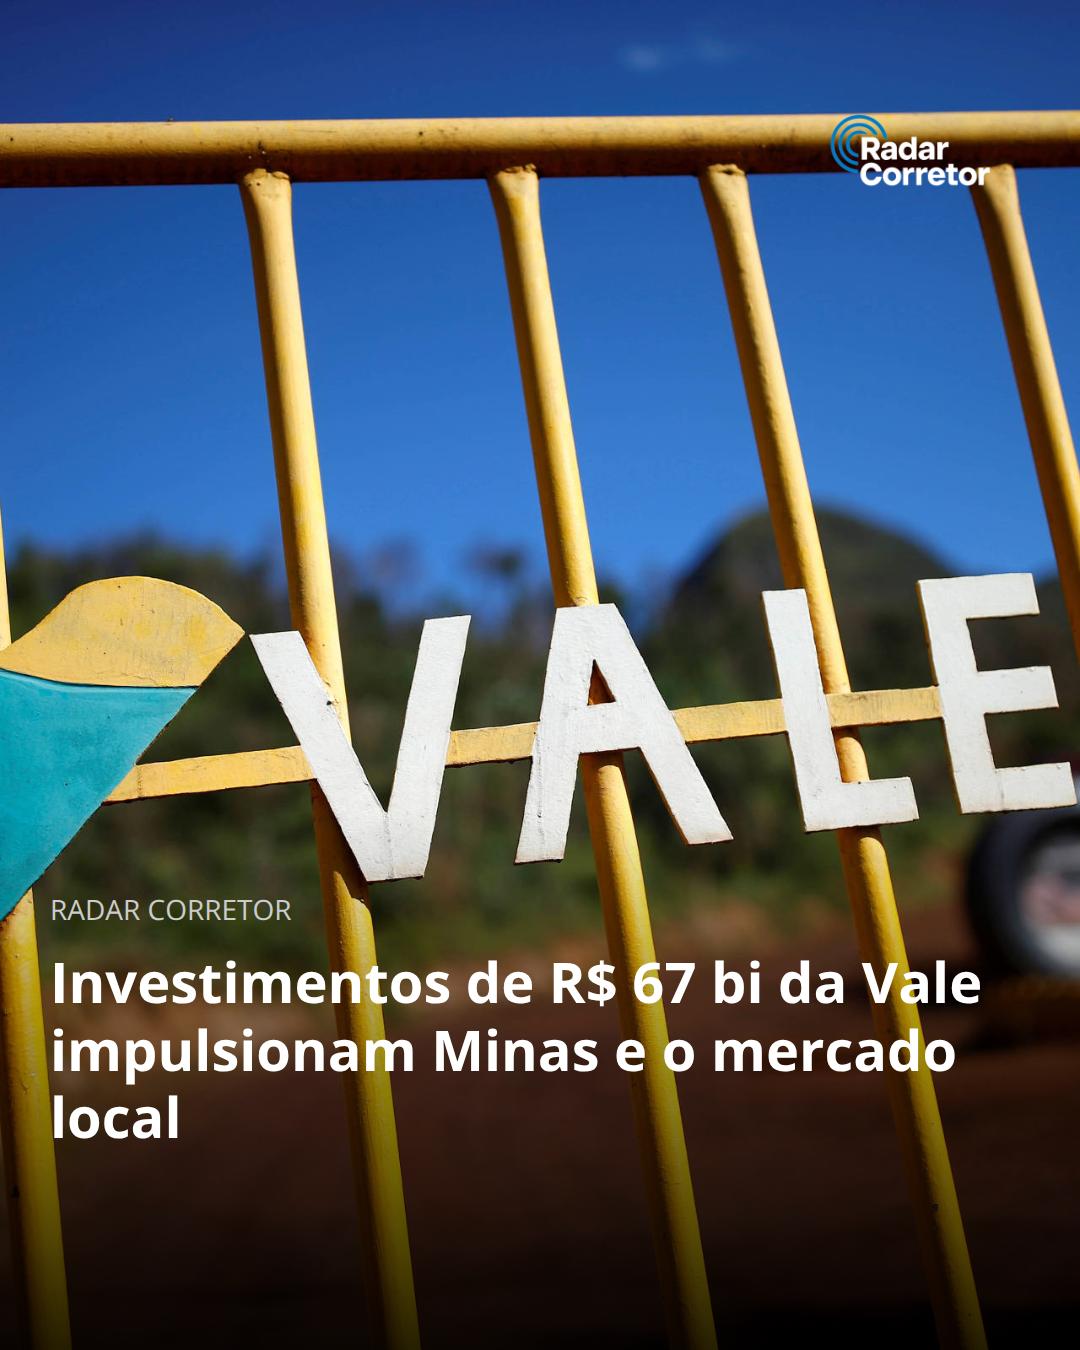 Radar
Corretor
VALE
RADAR CORRETOR
Investimentos de R$ 67 bi da Vale
impulsionam Minas e o mercado
local